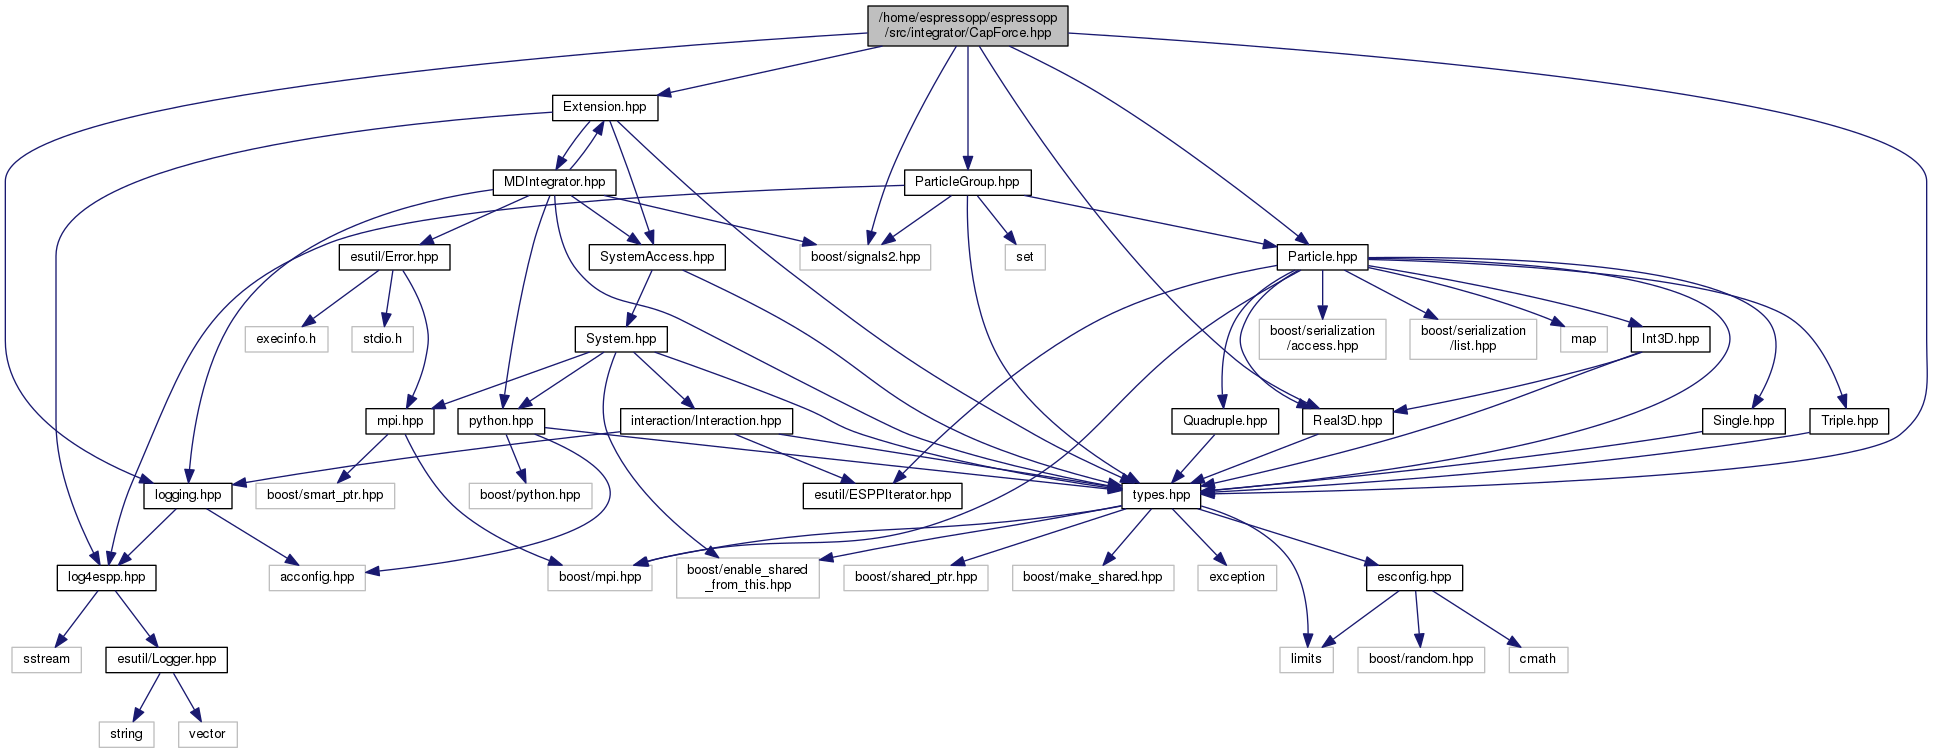 /home/espressopp/espressopp
/src/integrator/CapForce.hpp
Extension.hpp
MDIntegrator.hpp
ParticleGroup.hpp
esutil/Error.hpp
SystemAccess.hpp
boost/signals2.hpp
set
Particle.hpp
execinfo.h
stdio.h
System.hpp
boost/serialization
/access.hpp
boost/serialization
/list.hpp
map
Int3D.hpp
mpi.hpp
python.hpp
interaction/Interaction.hpp
Quadruple.hpp
Real3D.hpp
Single.hpp
Triple.hpp
logging.hpp
boost/smart_ptr.hpp
boost/python.hpp
esutil/ESPPIterator.hpp
types.hpp
log4espp.hpp
acconfig.hpp
boost/mpi.hpp
boost/enable_shared
_from_this.hpp
boost/shared_ptr.hpp
boost/make_shared.hpp
exception
esconfig.hpp
sstream
esutil/Logger.hpp
limits
boost/random.hpp
cmath
string
vector